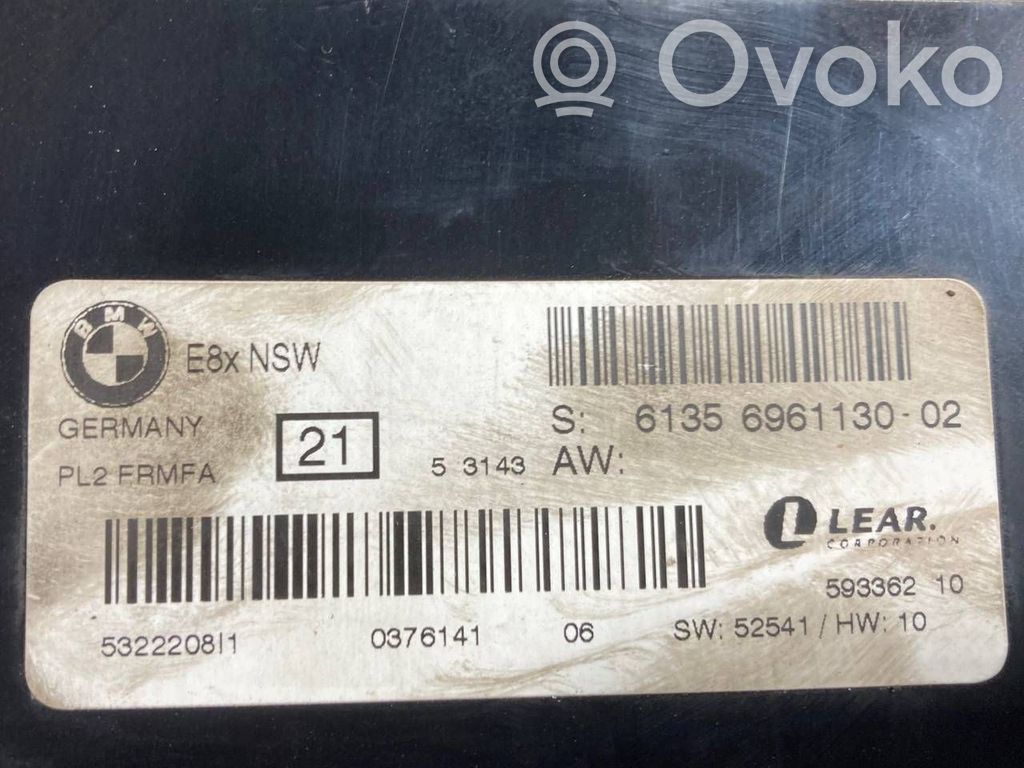 Ovoko
BMW
E8x NSW
S: 6135 6961130-02
GERMANY
21
PL2 FRMFA
5 3143
AW:
L LEAR.
CORPORATION
593362 10
5322208I1 0376141 06 SW: 52541 / HW: 10